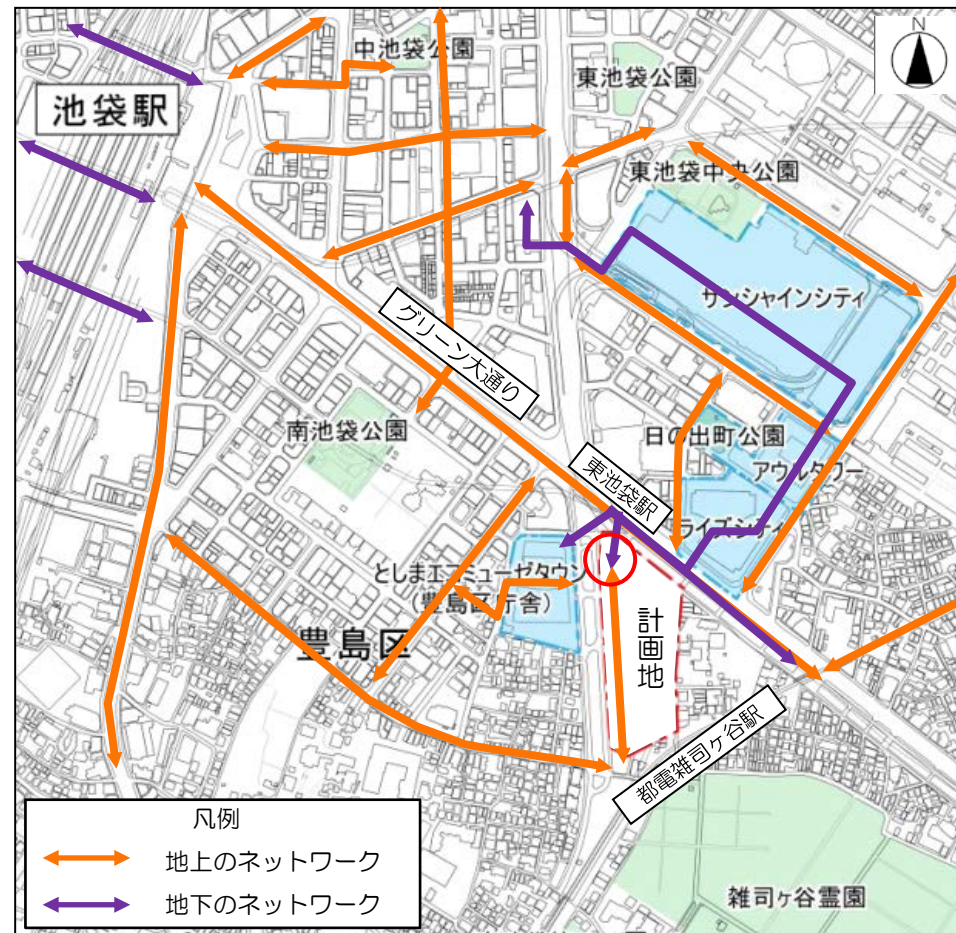 N
中池袋公園
東池袋公園
池袋駅
東池袋中央公園
サンシャインシティ
グリーン大通り
南池袋公園
日の出町公園
東池袋駅
アウルタワー
ライズシティ
としまエコミューゼタウン
(豊島区庁舎)
豊島区
計画地
都電雑司ヶ谷駅
凡例
地上のネットワーク
地下のネットワーク
雑司ヶ谷霊園